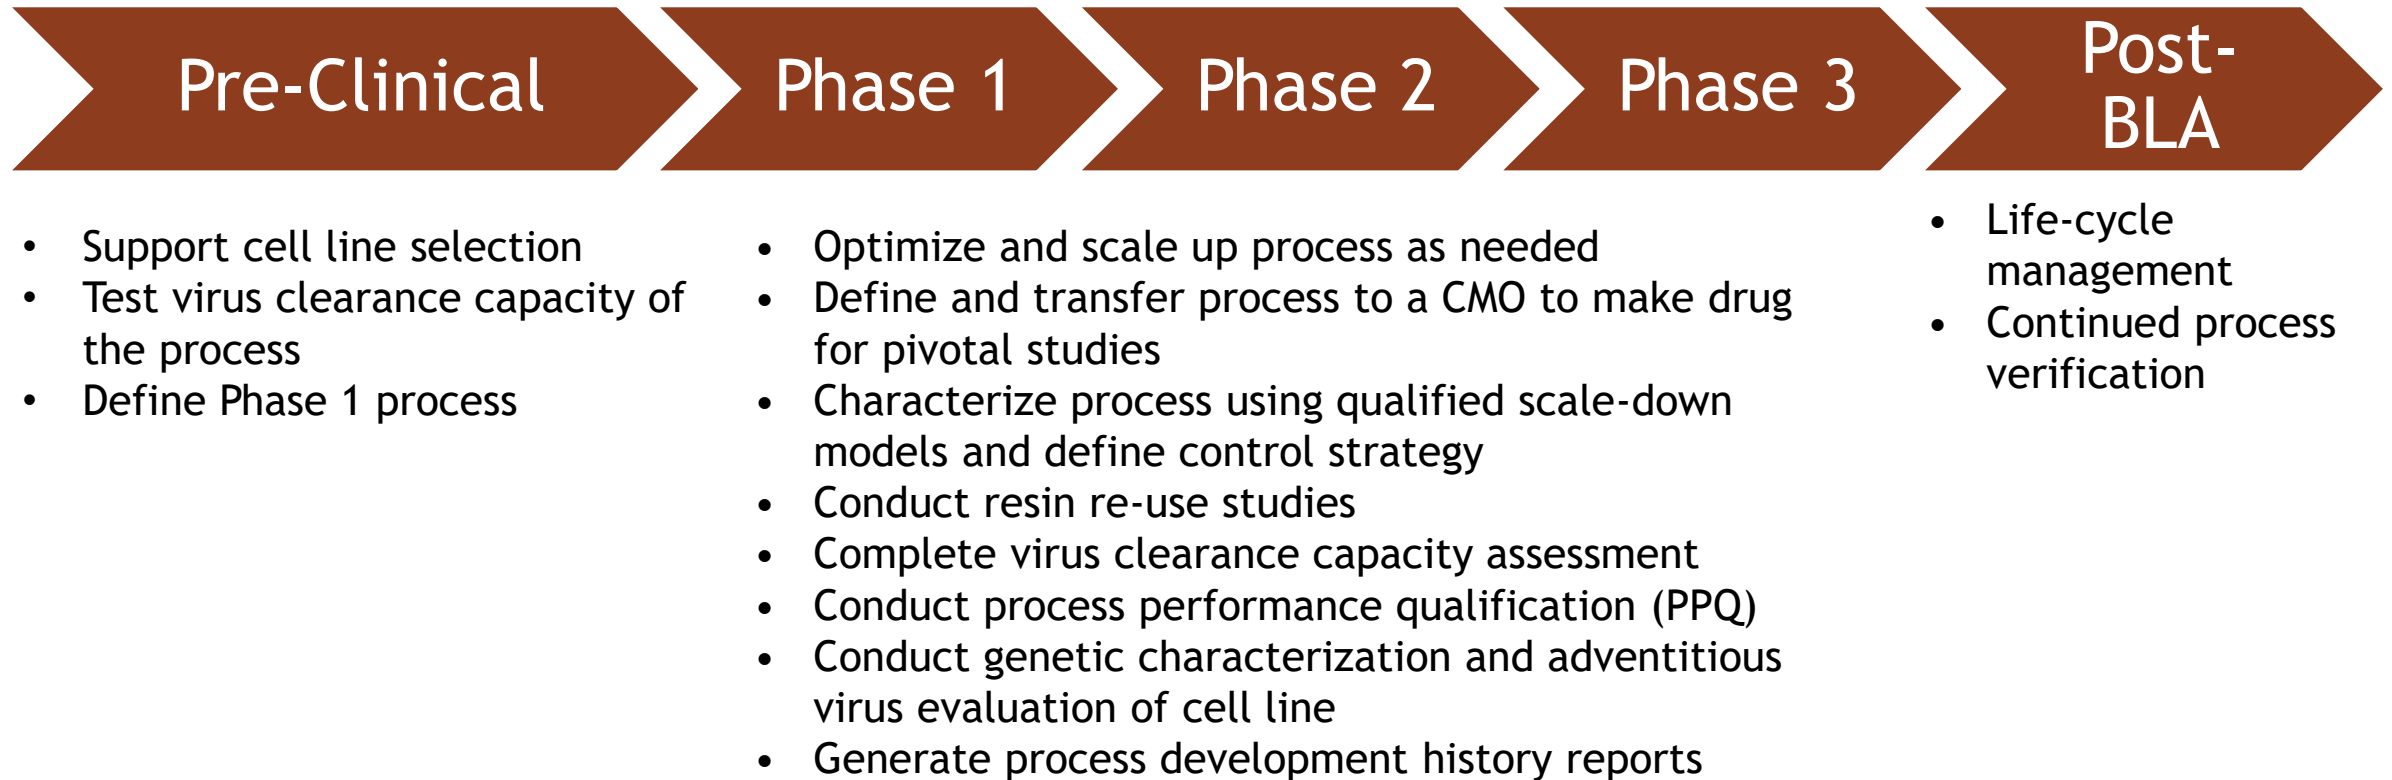 Pre-Clinical
Phase 1
Phase 2
Phase 3
Post-
BLA
• Support cell line selection
• Test virus clearance capacity of
the process
• Define Phase 1 process
• Optimize and scale up process as needed
• Define and transfer process to a CMO to make drug
for pivotal studies
• Characterize process using qualified scale-down
models and define control strategy
• Conduct resin re-use studies
• Complete virus clearance capacity assessment
• Conduct process performance qualification (PPQ)
• Conduct genetic characterization and adventitious
virus evaluation of cell line
• Generate process development history reports
• Life-cycle
management
• Continued process
verification